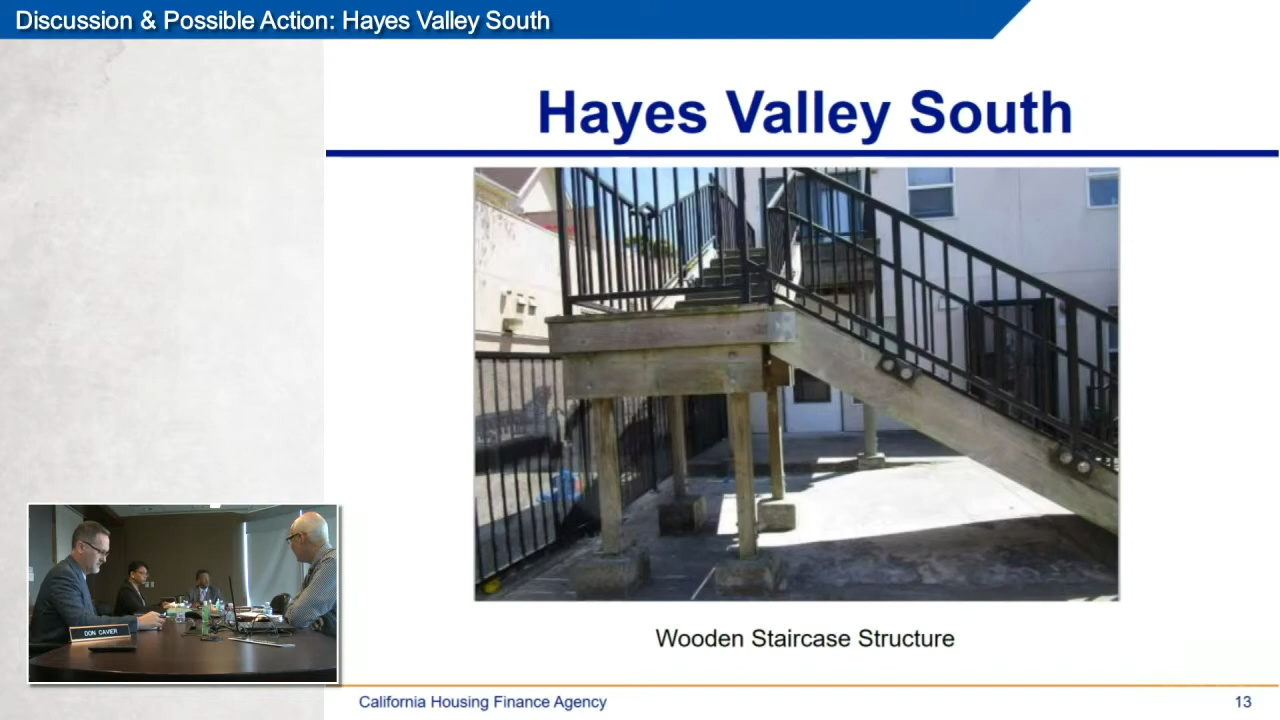 Discussion & Possible Action: Hayes Valley South
Hayes Valley South
Wooden Staircase Structure
DON CAVIER
California Housing Finance Agency
13